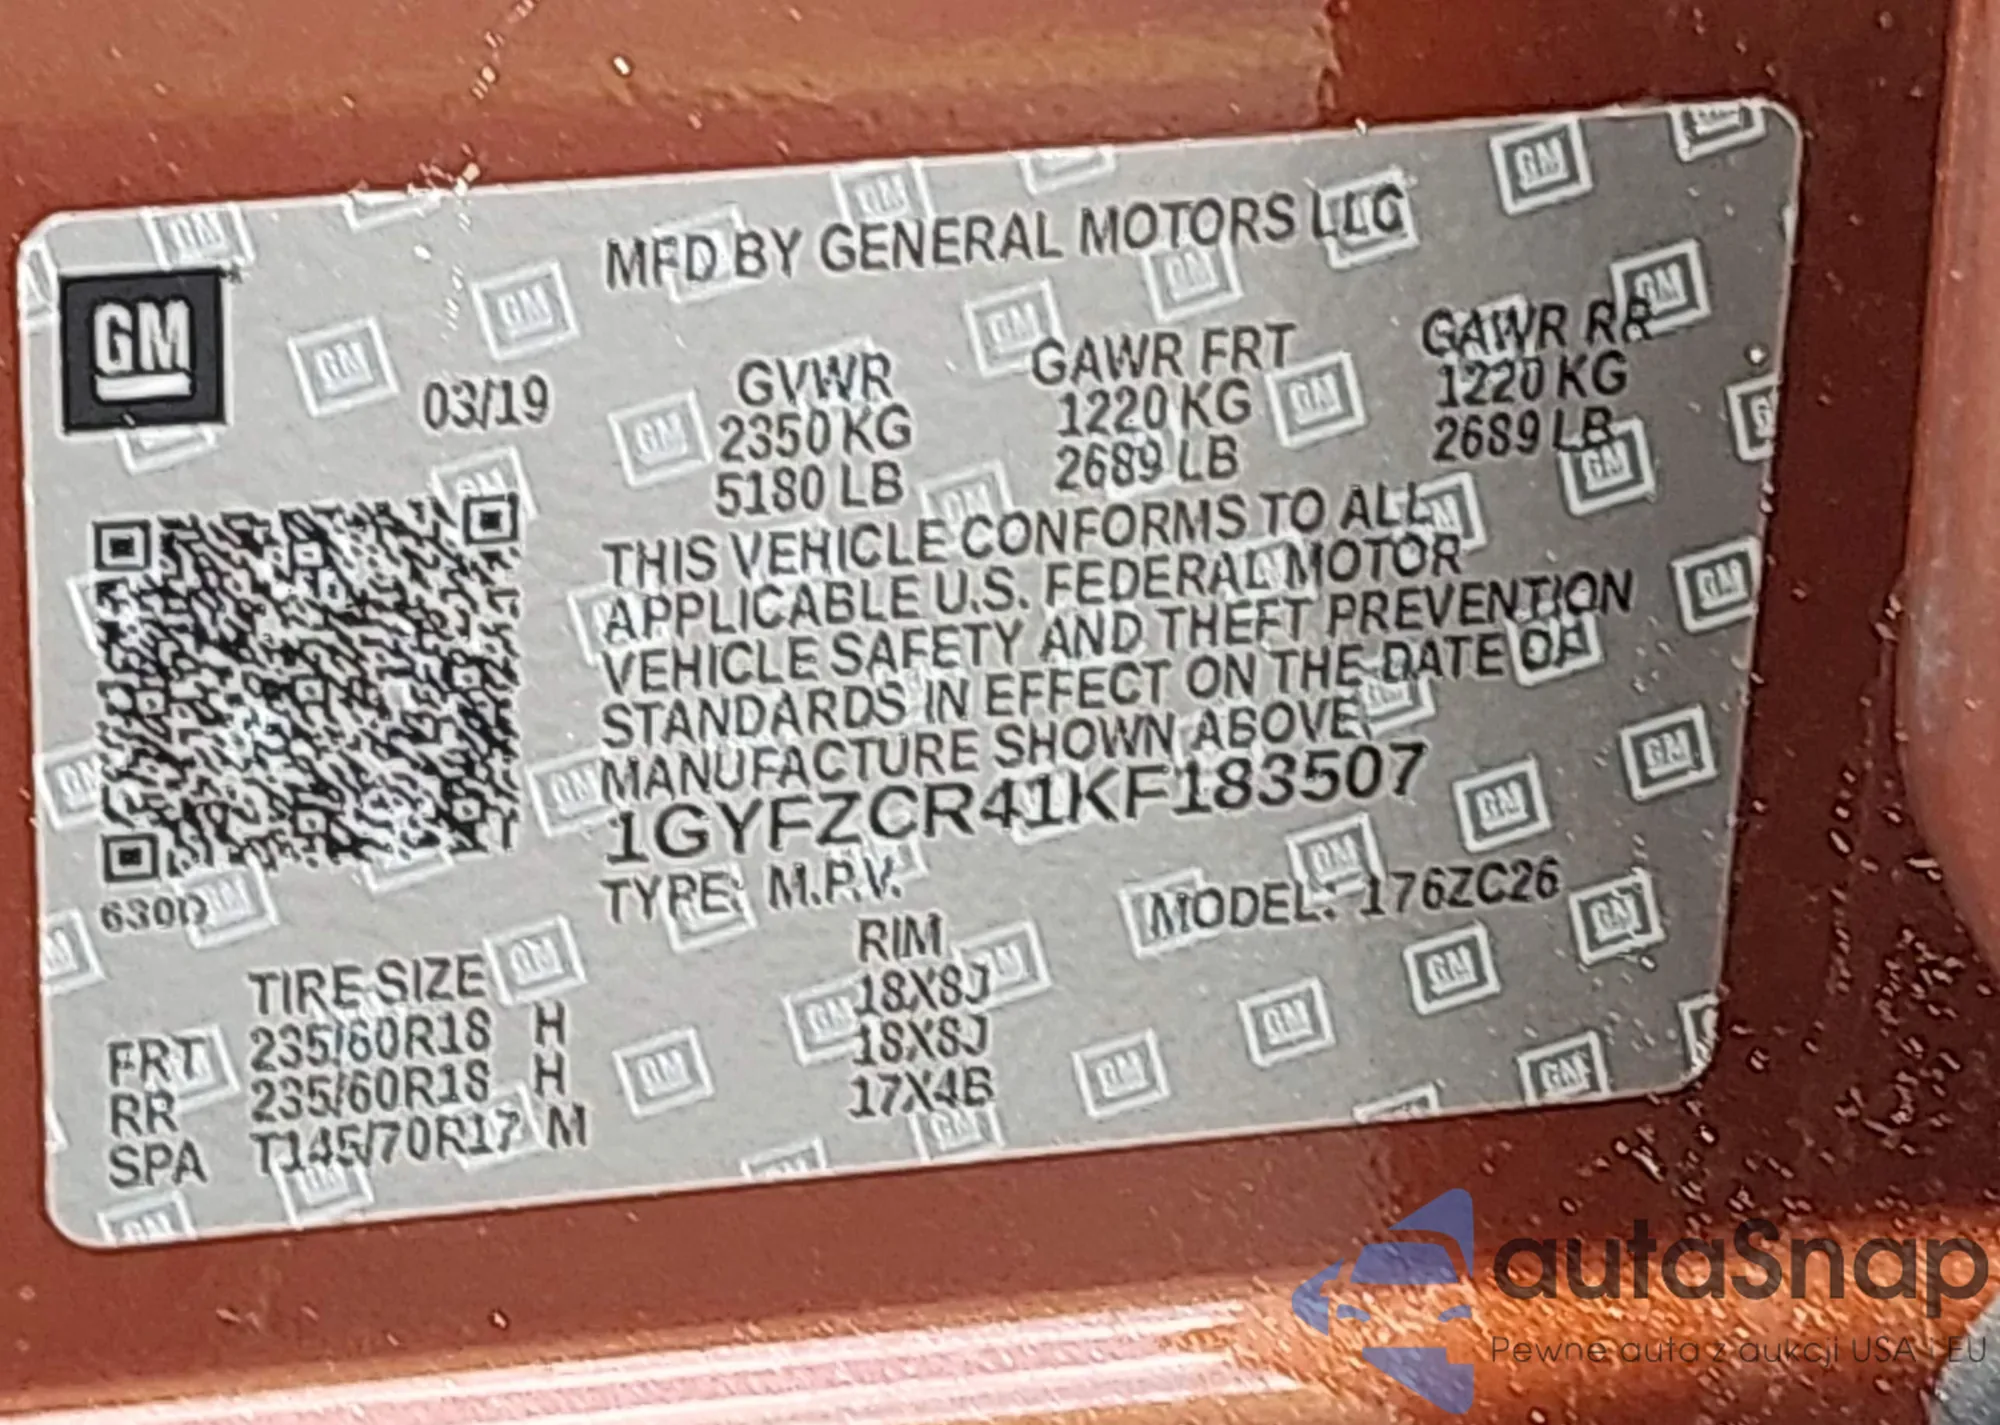 MFD BY GENERAL MOTORS LLC
GM
03/19
GVWR GAWR FRT GAWR RR
2350 KG 1220 KG 1220 KG
5180 LB 2689 LB 2689 LB
THIS VEHICLE CONFORMS TO ALL
APPLICABLE U.S. FEDERAL MOTOR
VEHICLE SAFETY AND THEFT PREVENTION
STANDARDS IN EFFECT ON THE DATE OF
MANUFACTURE SHOWN ABOVE.
1GYFZCR41KF183507
TYPE: M.P.V. MODEL: 176ZC26
630D
TIRE SIZE RIM
FRT 235/60R18 H 18X8J
RR 235/60R18 H 18X8J
SPA T145/70R17 M 17X4B
autaSnap
Pewne auta z aukcji USA i EU